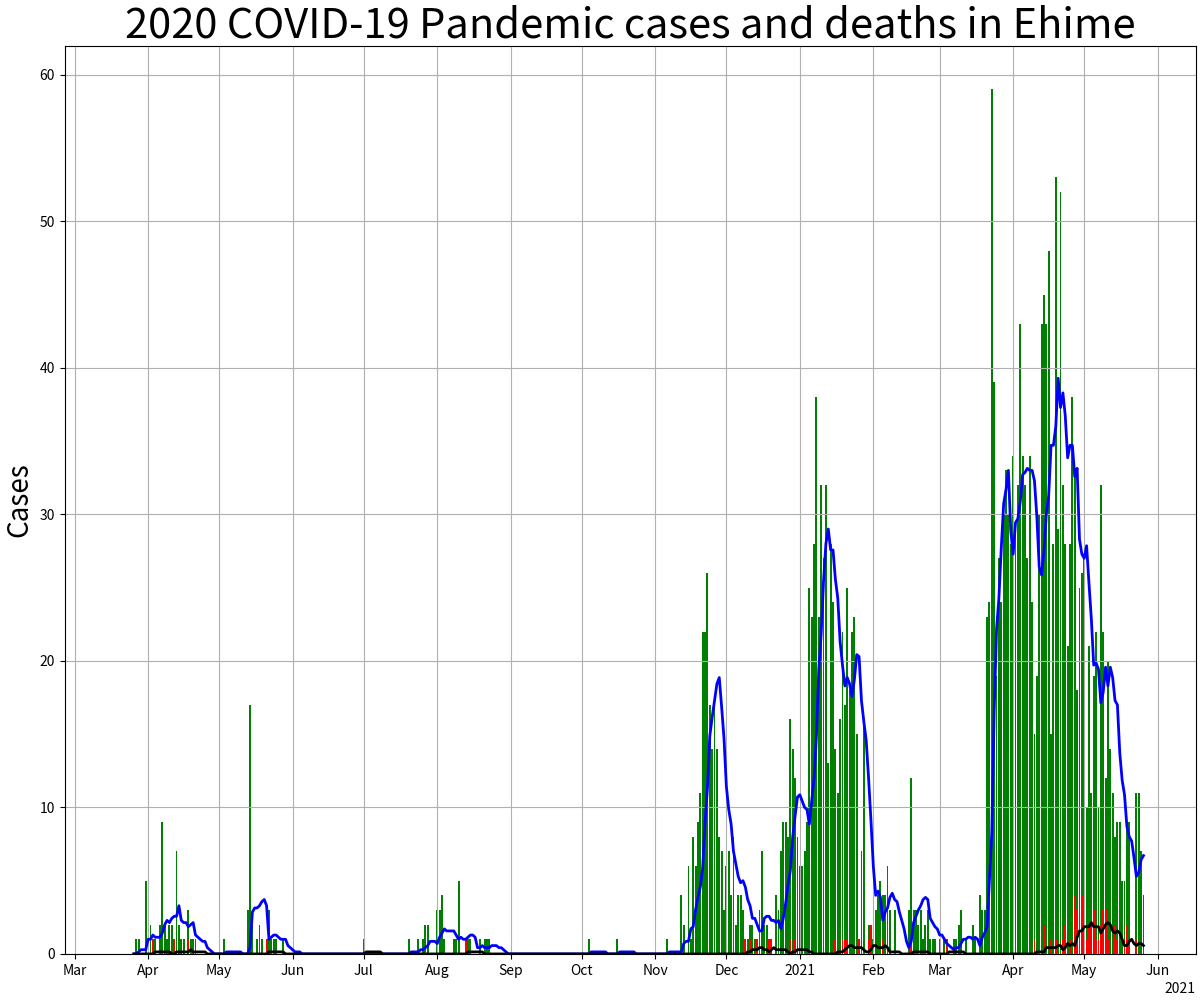 2020 COVID-19 Pandemic cases and deaths in Ehime
Cases
60
50
40
30
20
10
0
Mar Apr May Jun Jul Aug Sep Oct Nov Dec 2021 Feb Mar Apr May Jun
2021